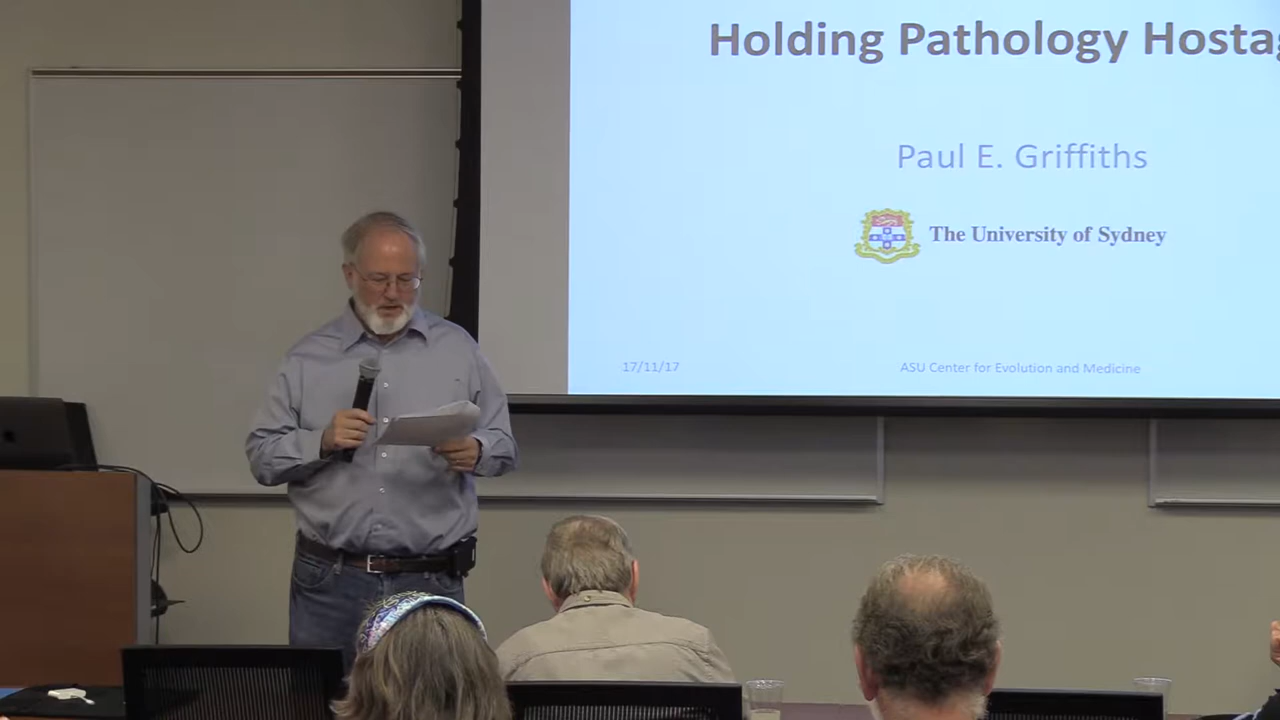 Holding Pathology Hostag
Paul E. Griffiths
The University of Sydney
17/11/17
ASU Center for Evolution and Medicine